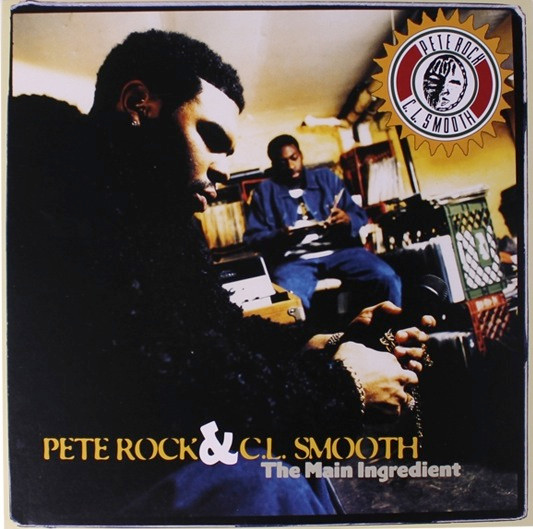 PETE ROCK
C.L. SMOOTH
PETE ROCK & C.L. SMOOTH
The Main Ingredient